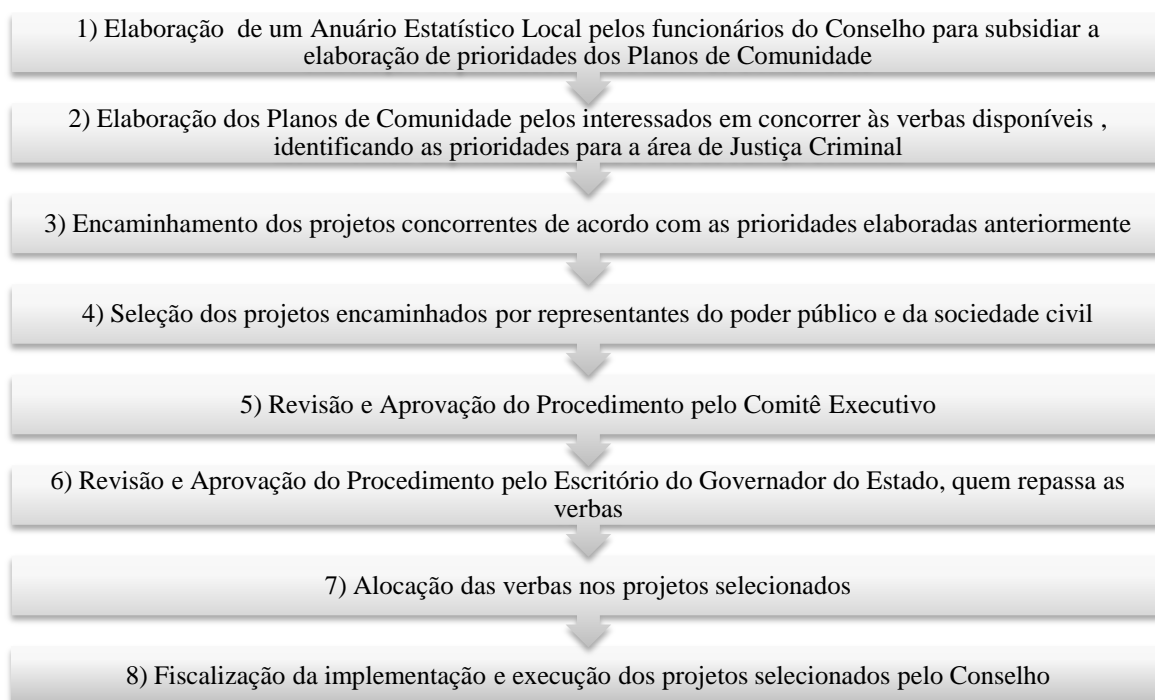 1) Elaboração de um Anuário Estatístico Local pelos funcionários do Conselho para subsidiar a
elaboração de prioridades dos Planos de Comunidade
2) Elaboração dos Planos de Comunidade pelos interessados em concorrer às verbas disponíveis ,
identificando as prioridades para a área de Justiça Criminal
3) Encaminhamento dos projetos concorrentes de acordo com as prioridades elaboradas anteriormente
4) Seleção dos projetos encaminhados por representantes do poder público e da sociedade civil
5) Revisão e Aprovação do Procedimento pelo Comitê Executivo
6) Revisão e Aprovação do Procedimento pelo Escritório do Governador do Estado, quem repassa as
verbas
7) Alocação das verbas nos projetos selecionados
8) Fiscalização da implementação e execução dos projetos selecionados pelo Conselho